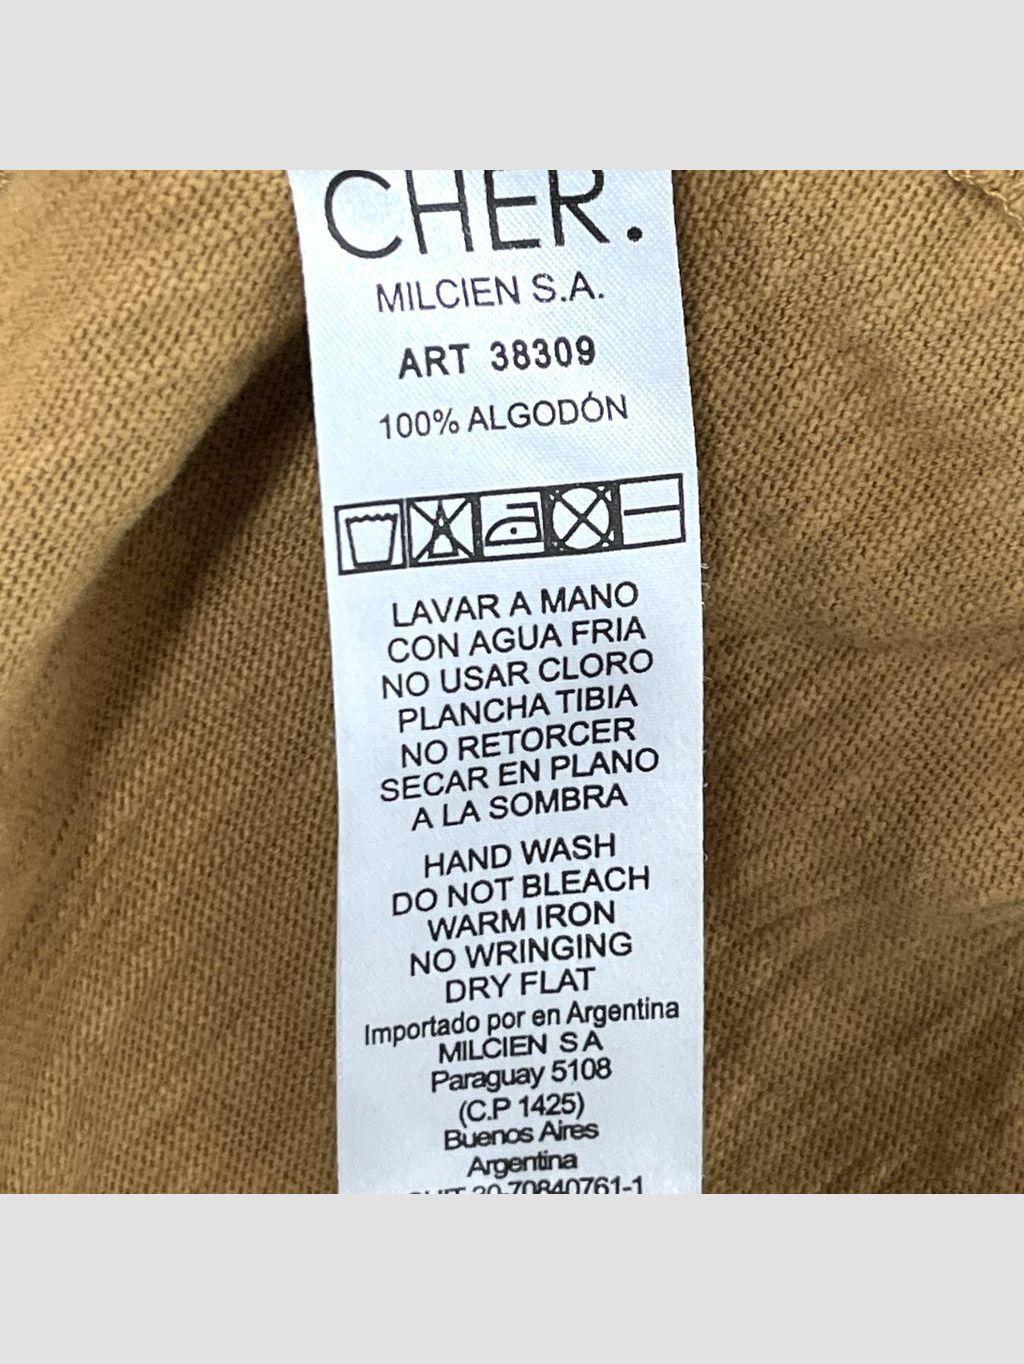 CHER.
MILCIEN S.A.
ART 38309
100% ALGODÓN
LAVAR A MANO
CON AGUA FRIA
NO USAR CLORO
PLANCHA TIBIA
NO RETORCER
SECAR EN PLANO
A LA SOMBRA
HAND WASH
DO NOT BLEACH
WARM IRON
NO WRINGING
DRY FLAT
Importado por en Argentina
MILCIEN S A
Paraguay 5108
(C.P 1425)
Buenos Aires
Argentina
70840761-1